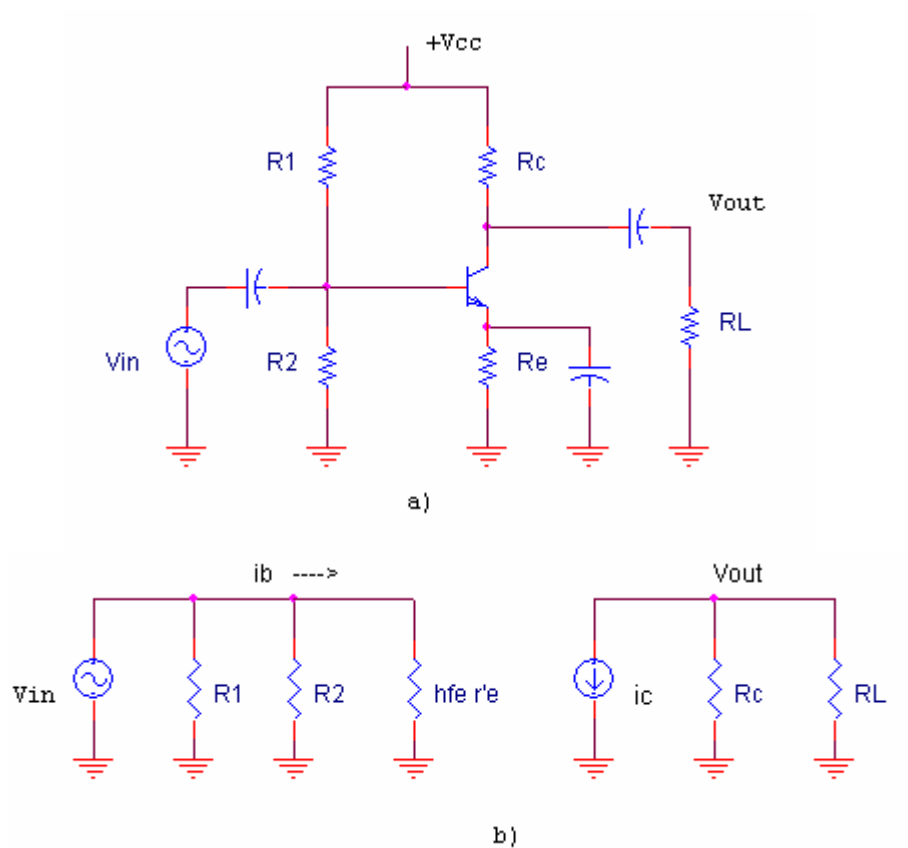 +Vcc
R1 Rc
Vout
Vin R2 Re RL
a)
ib ----> Vout
Vin R1 R2 hfe r'e ic Rc RL
b)